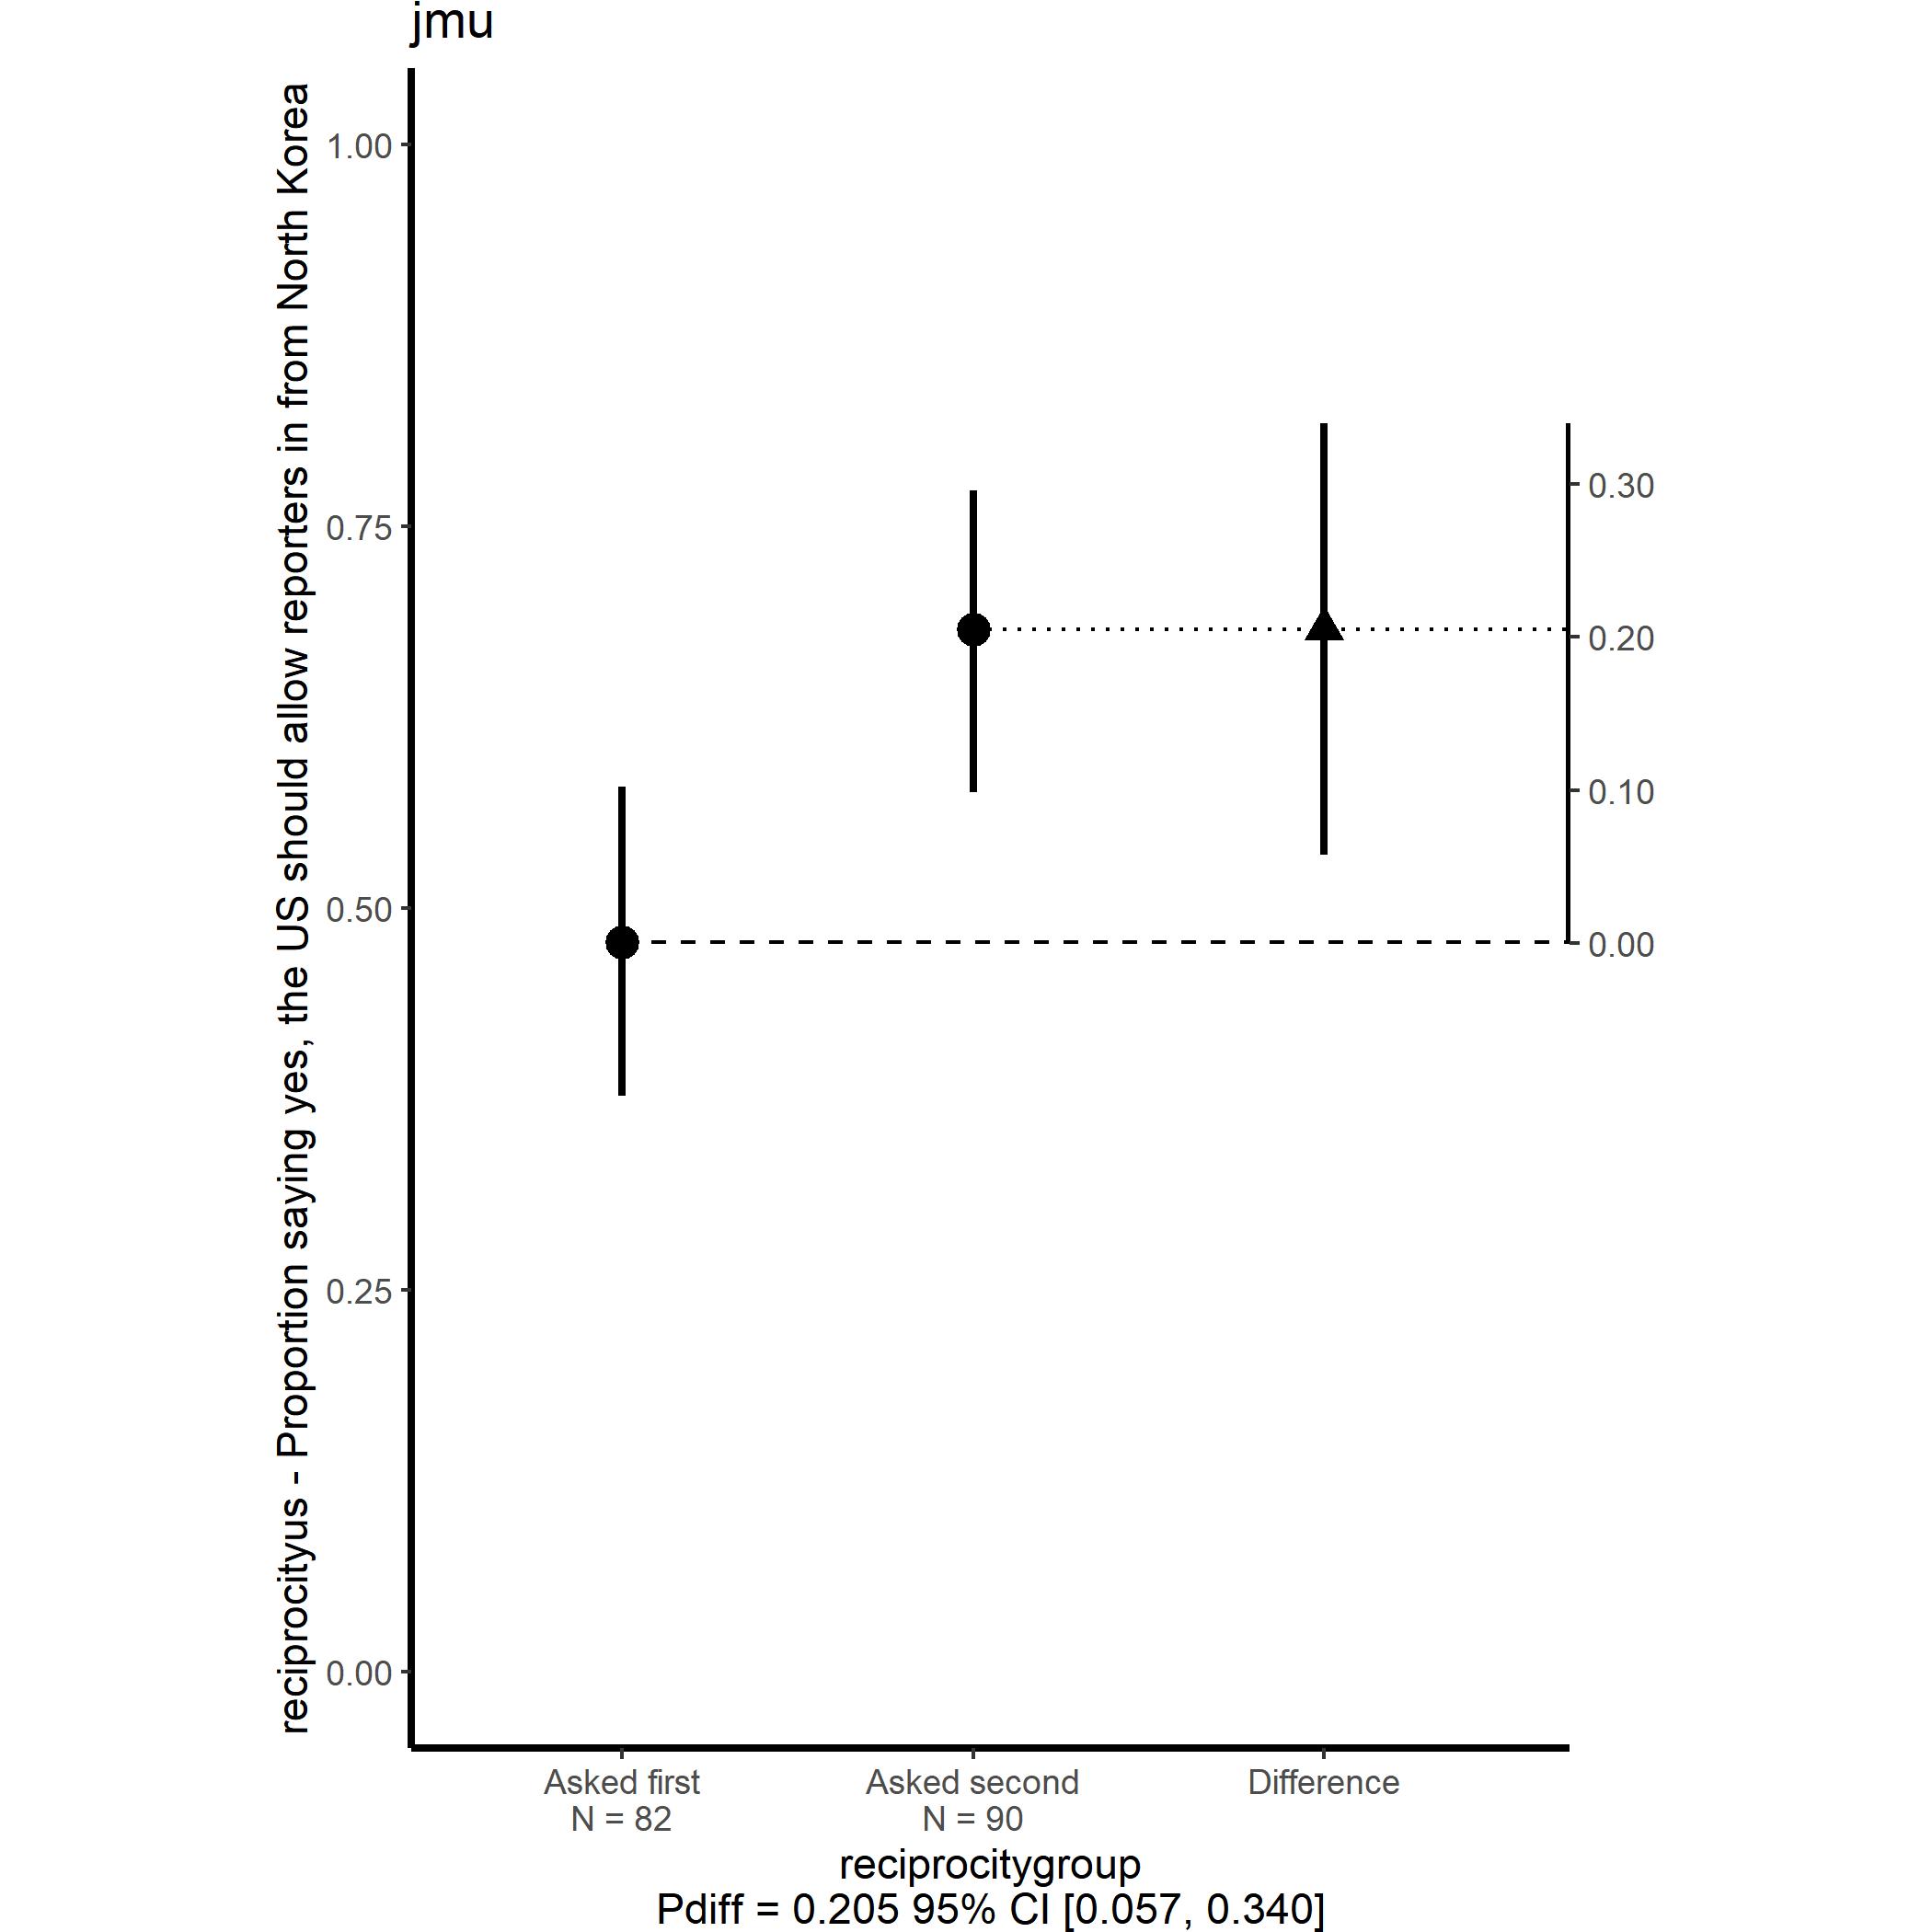 jmu
reciprocityus - Proportion saying yes, the US should allow reporters in from North Korea
1.00
0.75
0.50
0.25
0.00
0.30
0.20
0.10
0.00
Asked first
N = 82
Asked second
N = 90
Difference
reciprocitygroup
Pdiff = 0.205 95% CI [0.057, 0.340]